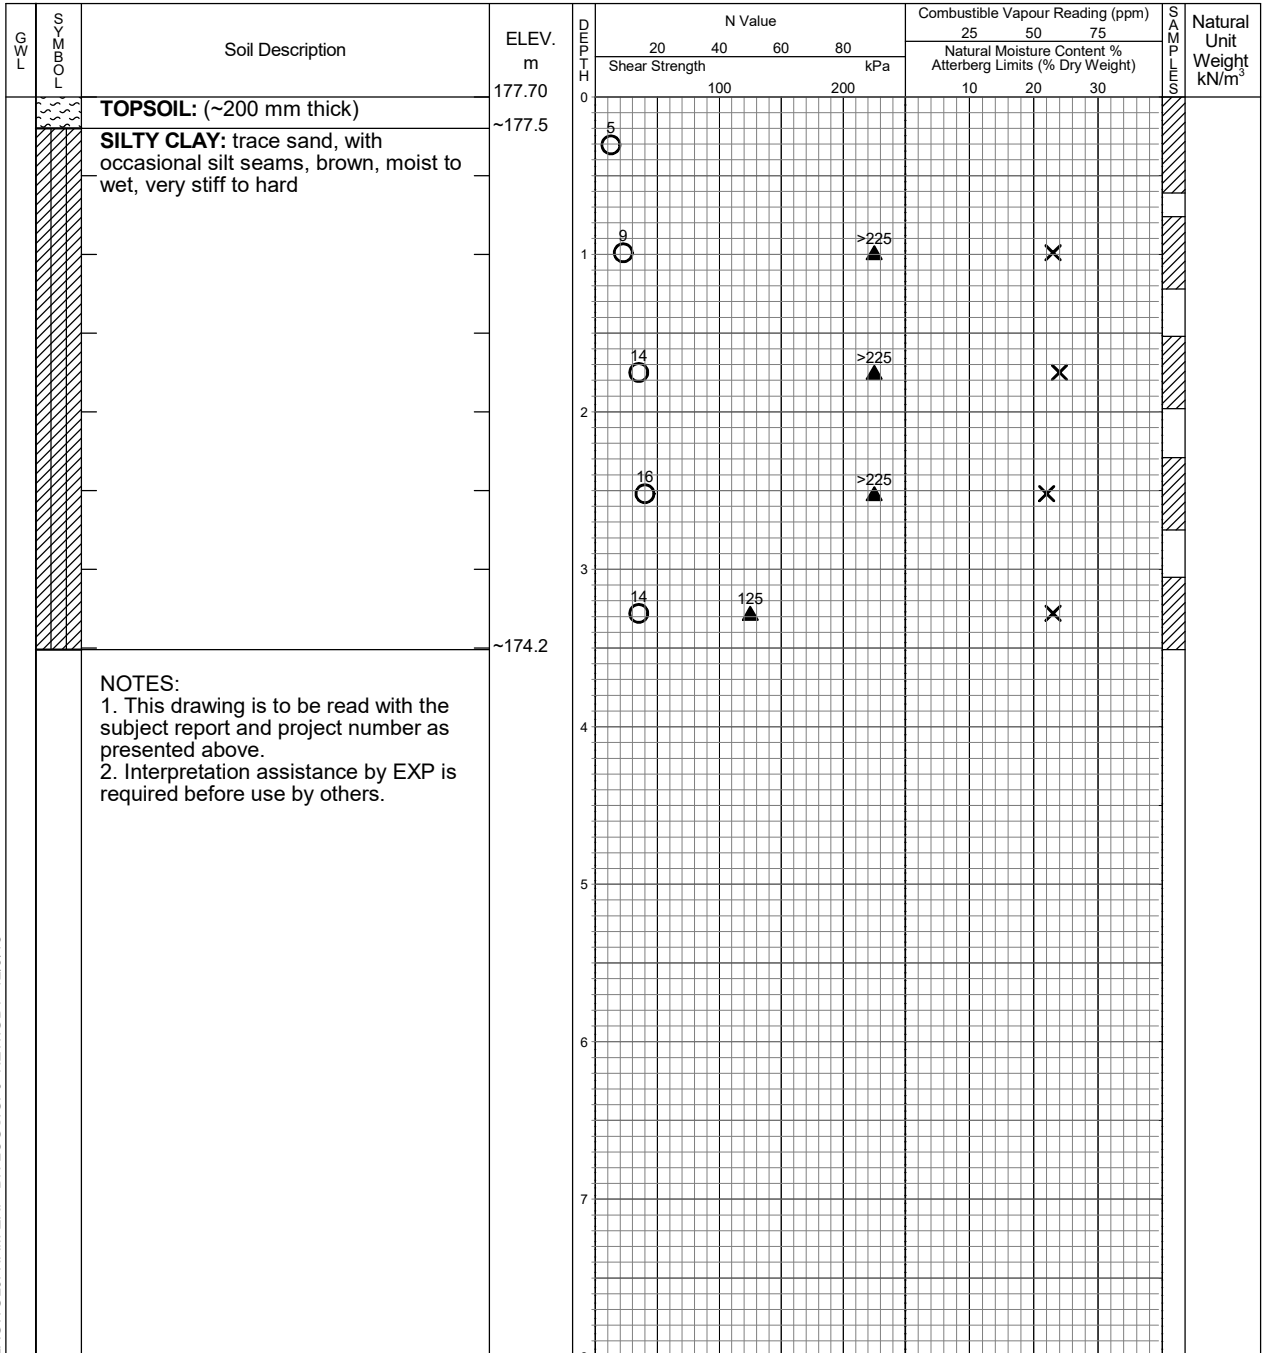 GWL
SYMBOL
Soil Description
ELEV.
m
DEPTH
N Value
20 40 60 80
Shear Strength kPa
100 200
Combustible Vapour Reading (ppm)
25 50 75
Natural Moisture Content %
Atterberg Limits (% Dry Weight)
10 20 30
SAMPLES
Natural
Unit
Weight
kN/m³
177.70
0
TOPSOIL: (~200 mm thick)
~177.5
SILTY CLAY: trace sand, with
occasional silt seams, brown, moist to
wet, very stiff to hard
5
9 >225
1
14 >225
2
16 >225
3
14 125
~174.2
NOTES:
1. This drawing is to be read with the
subject report and project number as
presented above.
2. Interpretation assistance by EXP is
required before use by others.
4
5
6
7